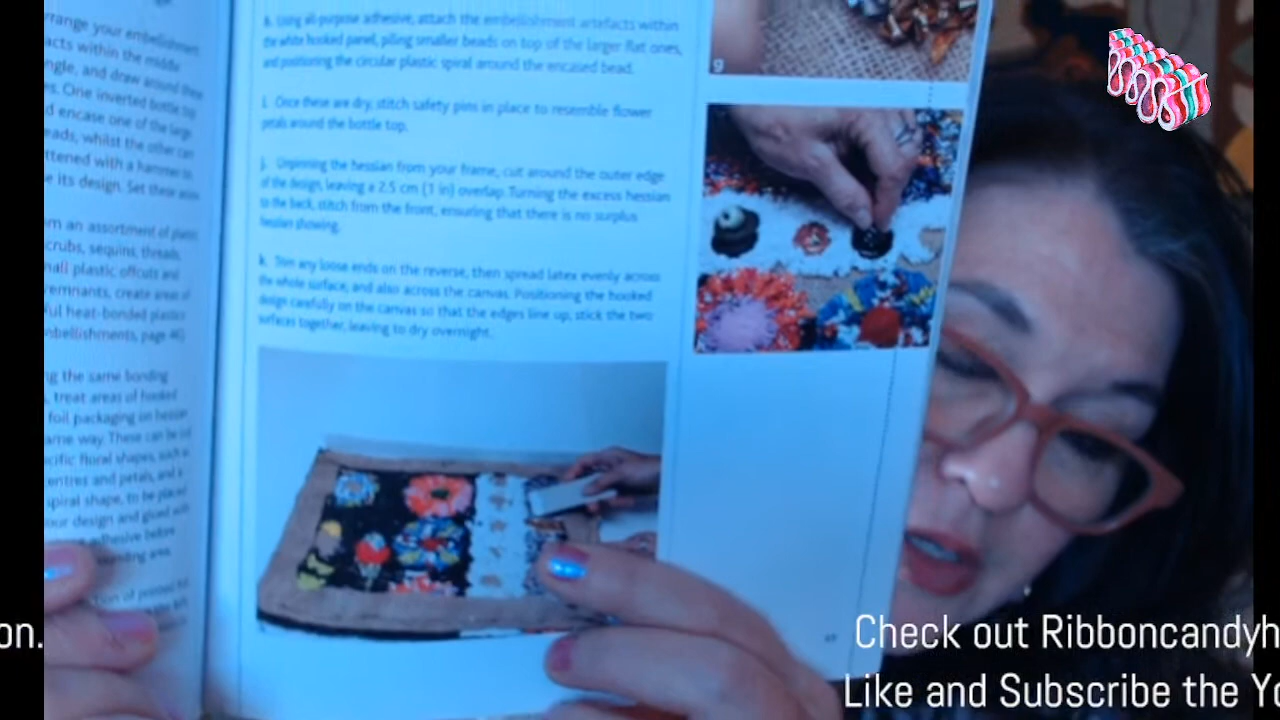 rrange your embellishment
acts within the middle
ngle, and draw around these
es. One inverted bottle top
d encase one of the large
eads, whilst the other can
ttened with a hammer to
e its design. Set these aside
m an assortment of plastic
crubs, sequins, threads,
mall plastic offcuts and
remnants, create areas of
ful heat-bonded plastics
mbellishments, page 46)
ng the same bonding
, treat areas of hooked
foil packaging on hessian
ame way. These can be cut
ecific floral shapes, such as
entres and petals, and a
spiral shape, to be placed
our design and glued with
adhesive before
h. Using all-purpose adhesive, attach the embellishment artefacts within
the white hooked panel, piling smaller beads on top of the larger flat ones,
and positioning the circular plastic spiral around the encased bead.
i. Once these are dry, stitch safety pins in place to resemble flower
petals around the bottle top.
j. Unpinning the hessian from your frame, cut around the outer edge
of the design, leaving a 2.5 cm (1 in) overlap. Turning the excess hessian
to the back, stitch from the front, ensuring that there is no surplus
hessian showing.
k. Trim any loose ends on the reverse, then spread latex evenly across
the whole surface, and also across the canvas. Positioning the hooked
design carefully on the canvas so that the edges line up, stick the two
surfaces together, leaving to dry overnight.
g
on.
Check out Ribboncandyh
Like and Subscribe the Yo